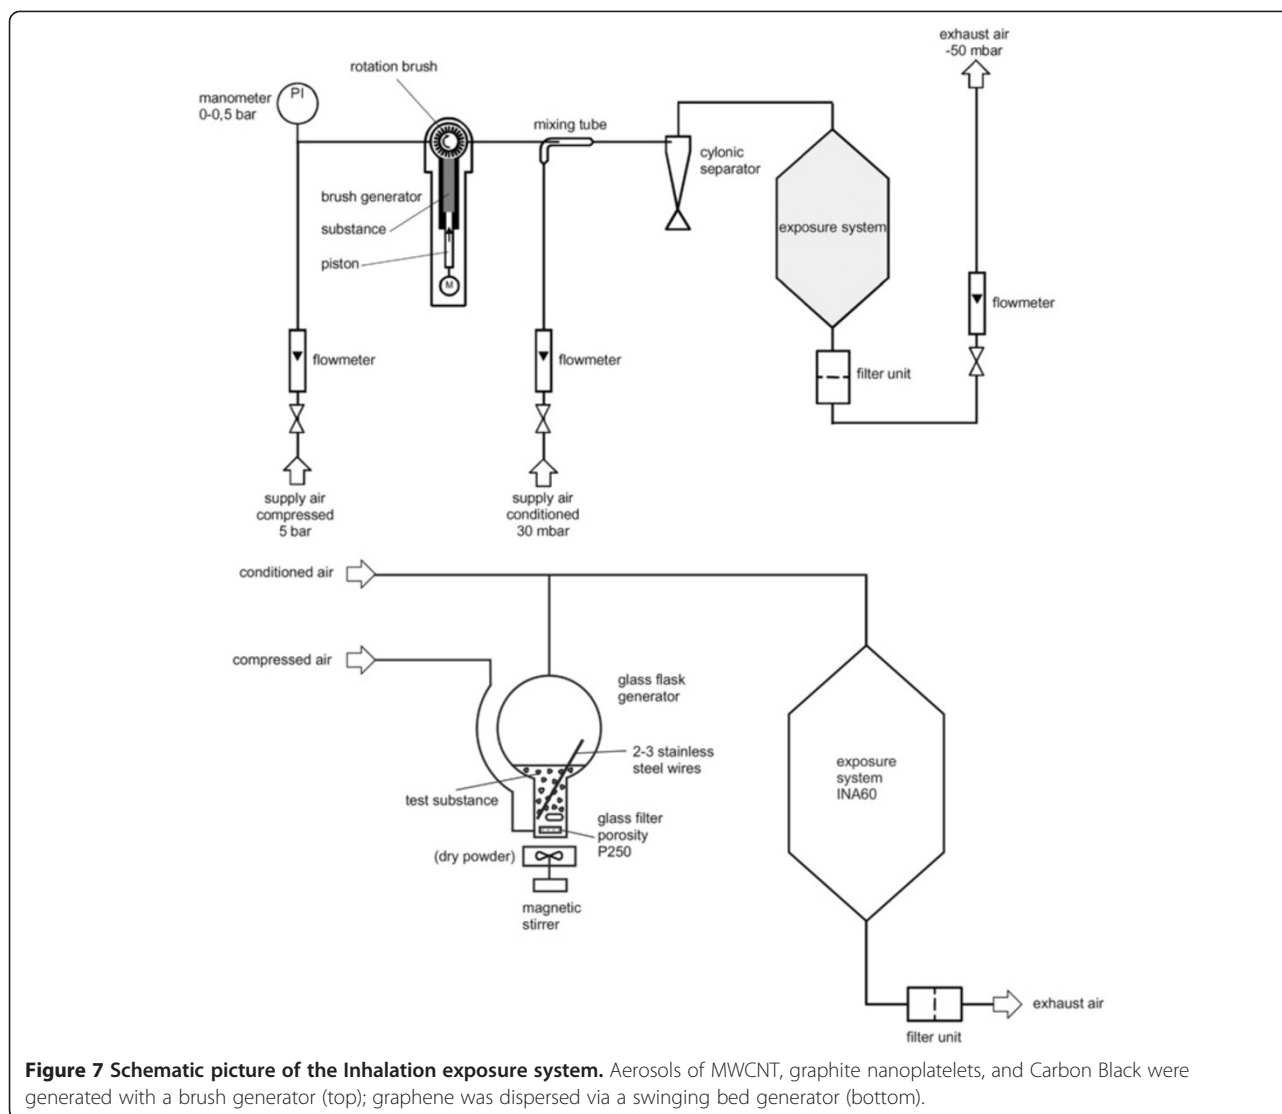 exhaust air
-50 mbar
rotation brush
PI
manometer
0-0,5 bar
mixing tube
cylonic
separator
brush generator
substance
piston
M
exposure system
flowmeter
flowmeter
flowmeter
filter unit
supply air
compressed
5 bar
supply air
conditioned
30 mbar
conditioned air
compressed air
glass flask
generator
2-3 stainless
steel wires
test substance
glass filter
porosity
P250
(dry powder)
magnetic
stirrer
exposure
system
INA60
exhaust air
filter unit
Figure 7 Schematic picture of the Inhalation exposure system. Aerosols of MWCNT, graphite nanoplatelets, and Carbon Black were
generated with a brush generator (top); graphene was dispersed via a swinging bed generator (bottom).